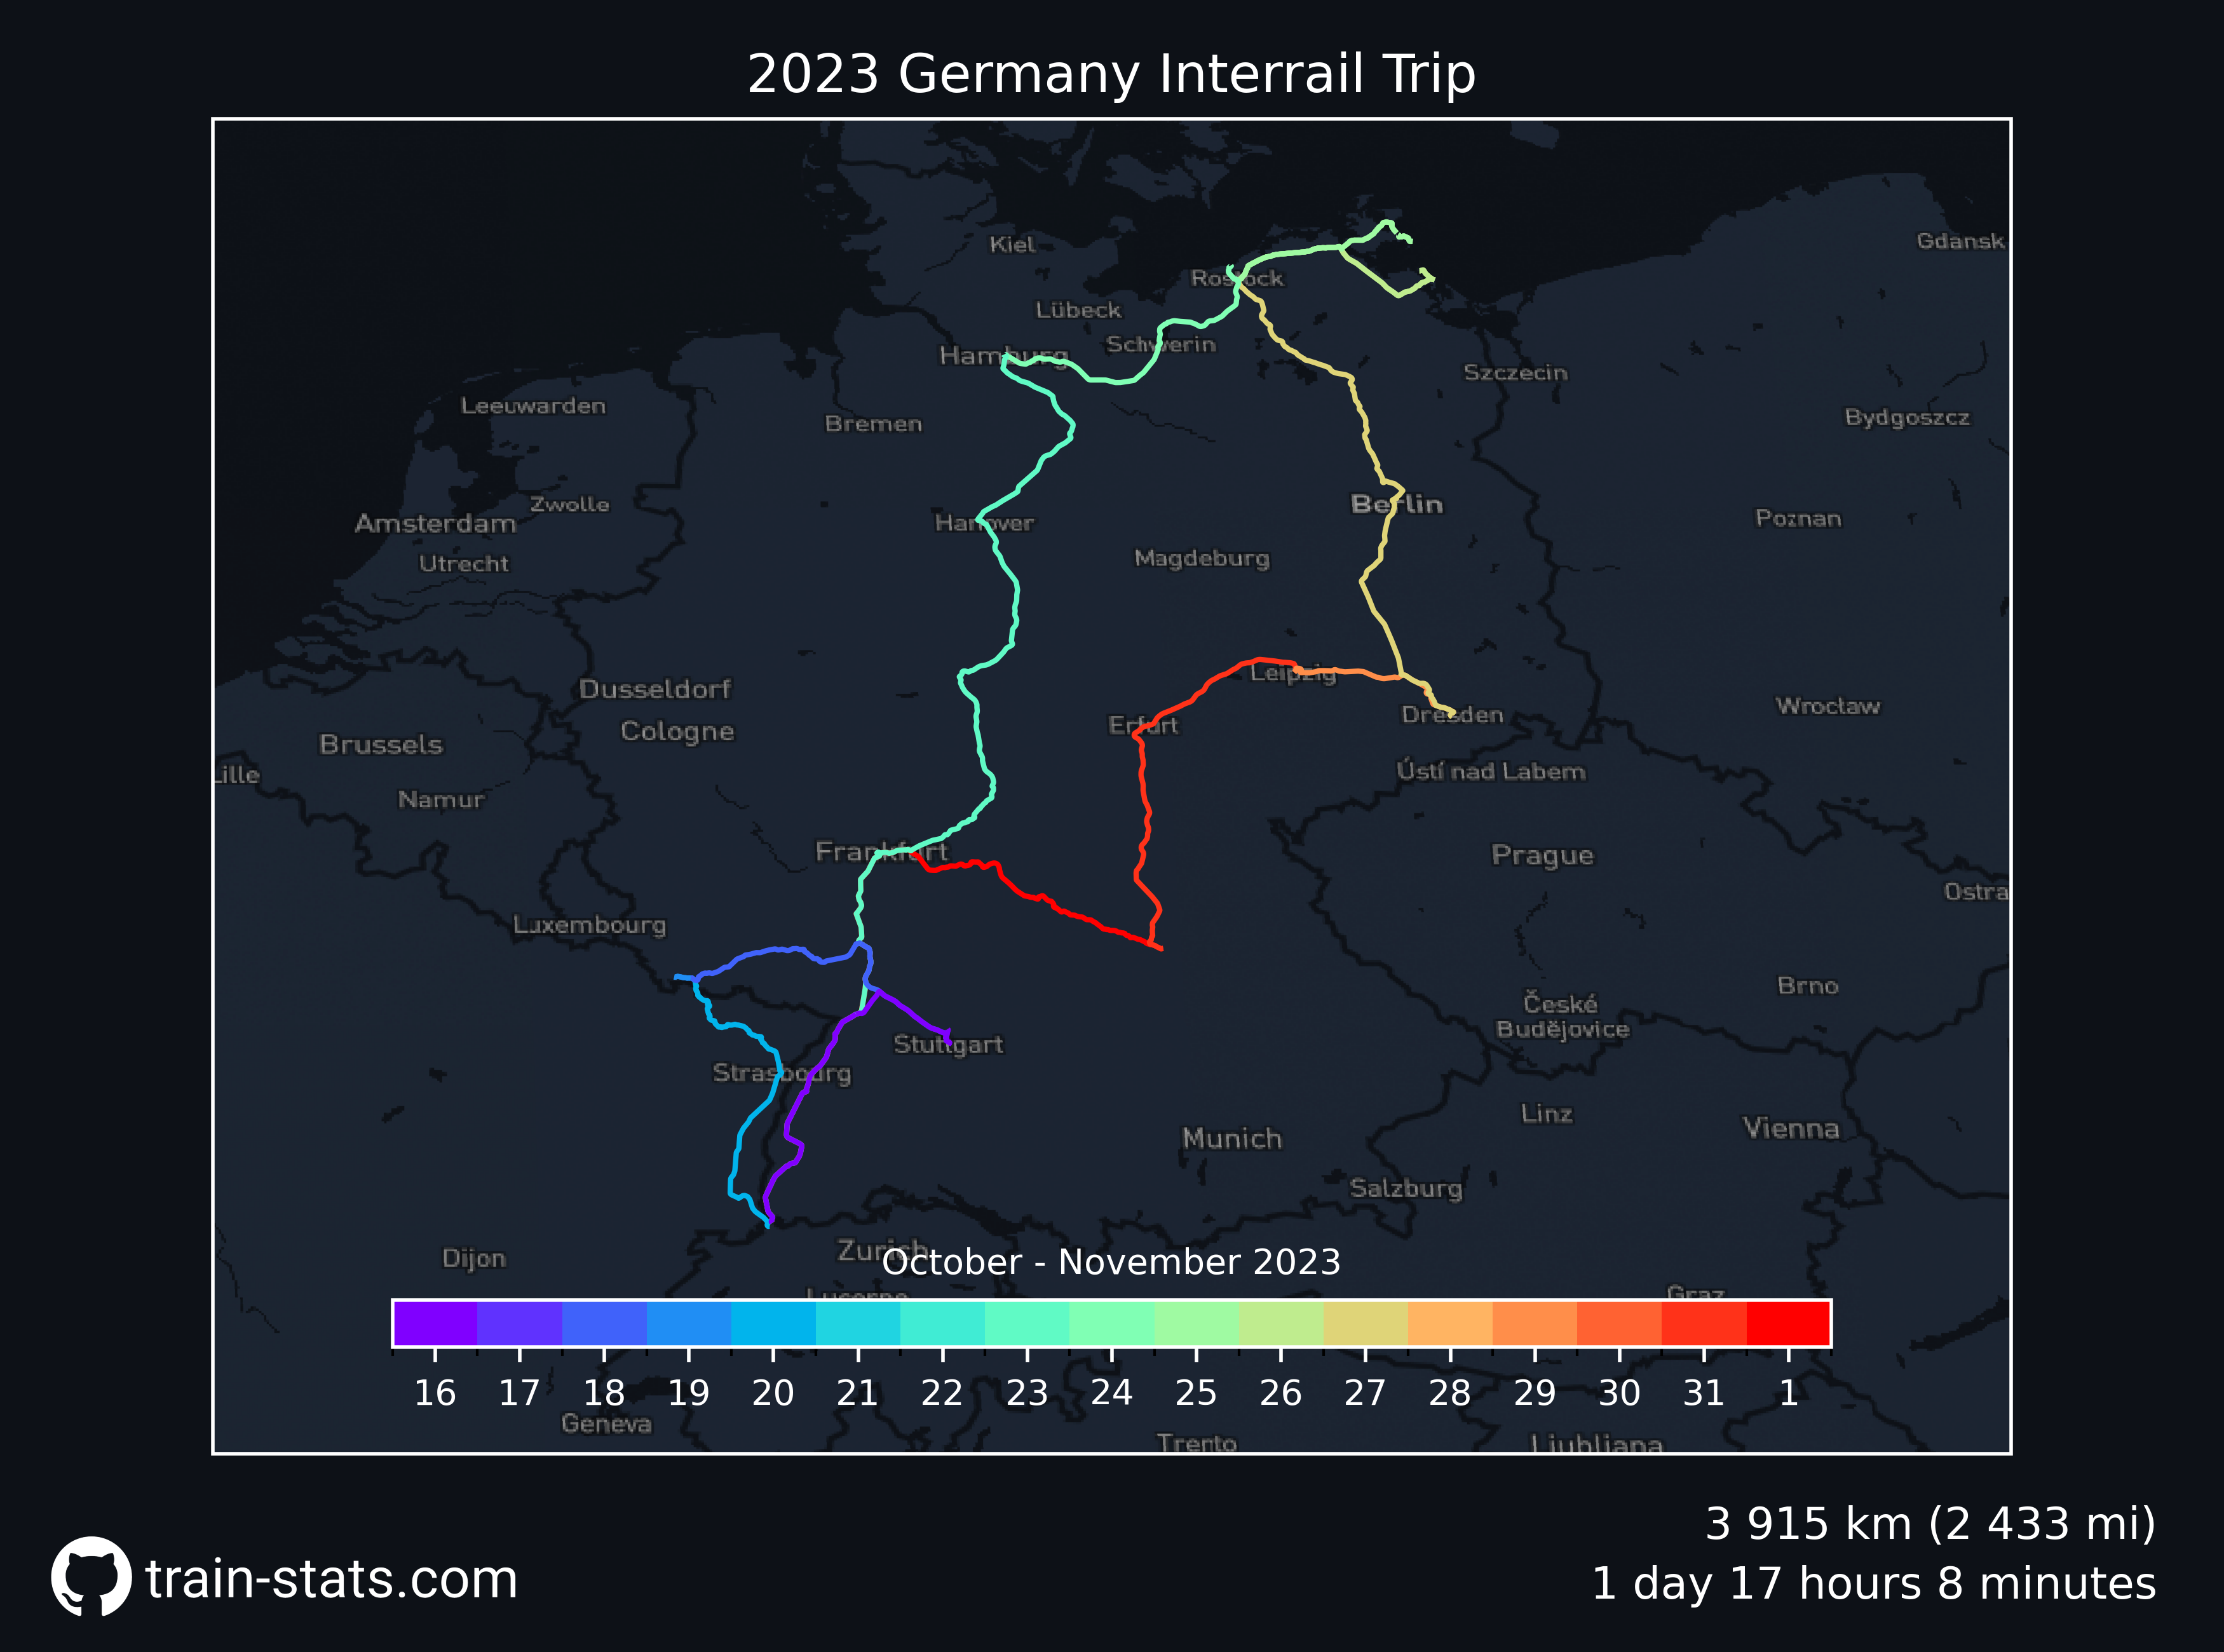 2023 Germany Interrail Trip
Gdansk
Kiel
Rostock
Lübeck
Schwerin
Hamburg
Szczecin
Leeuwarden
Bremen
Bydgoszcz
Zwolle
Berlin
Amsterdam
Hanover
Poznan
Utrecht
Magdeburg
Dusseldorf
Leipzig
Cologne
Erfurt
Dresden
Wrocław
Brussels
Lille
Ústí nad Labem
Namur
Frankfurt
Prague
Ostra
Luxembourg
Brno
České
Budějovice
Stuttgart
Strasbourg
Linz
Munich
Vienna
Salzburg
Dijon
Zurich
October - November 2023
Lucerne
Graz
16 17 18 19 20 21 22 23 24 25 26 27 28 29 30 31 1
Geneva
Trento
Ljubljana
3 915 km (2 433 mi)
train-stats.com
1 day 17 hours 8 minutes